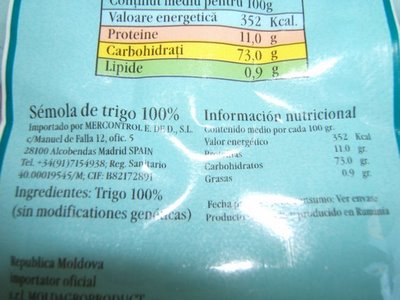 Conținut mediu pentru 100g
Valoare energetică 352 Kcal.
Proteine 11,0 g
Carbohidrați 73,0 g
Lipide 0,9 g
Sémola de trigo 100%
Importado por MERCONTROL E. DE D., S.L.
c/Manuel de Falla 12, ofic. 5
28100 Alcobendas Madrid SPAIN
Tel. +34(91)7154938; Reg. Sanitario
40.00019545/M; CIF: B82172891
Ingredientes: Trigo 100%
(sin modificationes genéticas)
Información nutricional
Contenido medio por cada 100 gr.
Valor energético 352 Kcal
Proteinas 11.0 gr.
Carbohidratos 73.0 gr.
Grasas 0.9 gr.
Fecha consumo: Ver envase
producido en Rumania
Republica Moldova
importator oficial
MOLDAGROPRODUCT